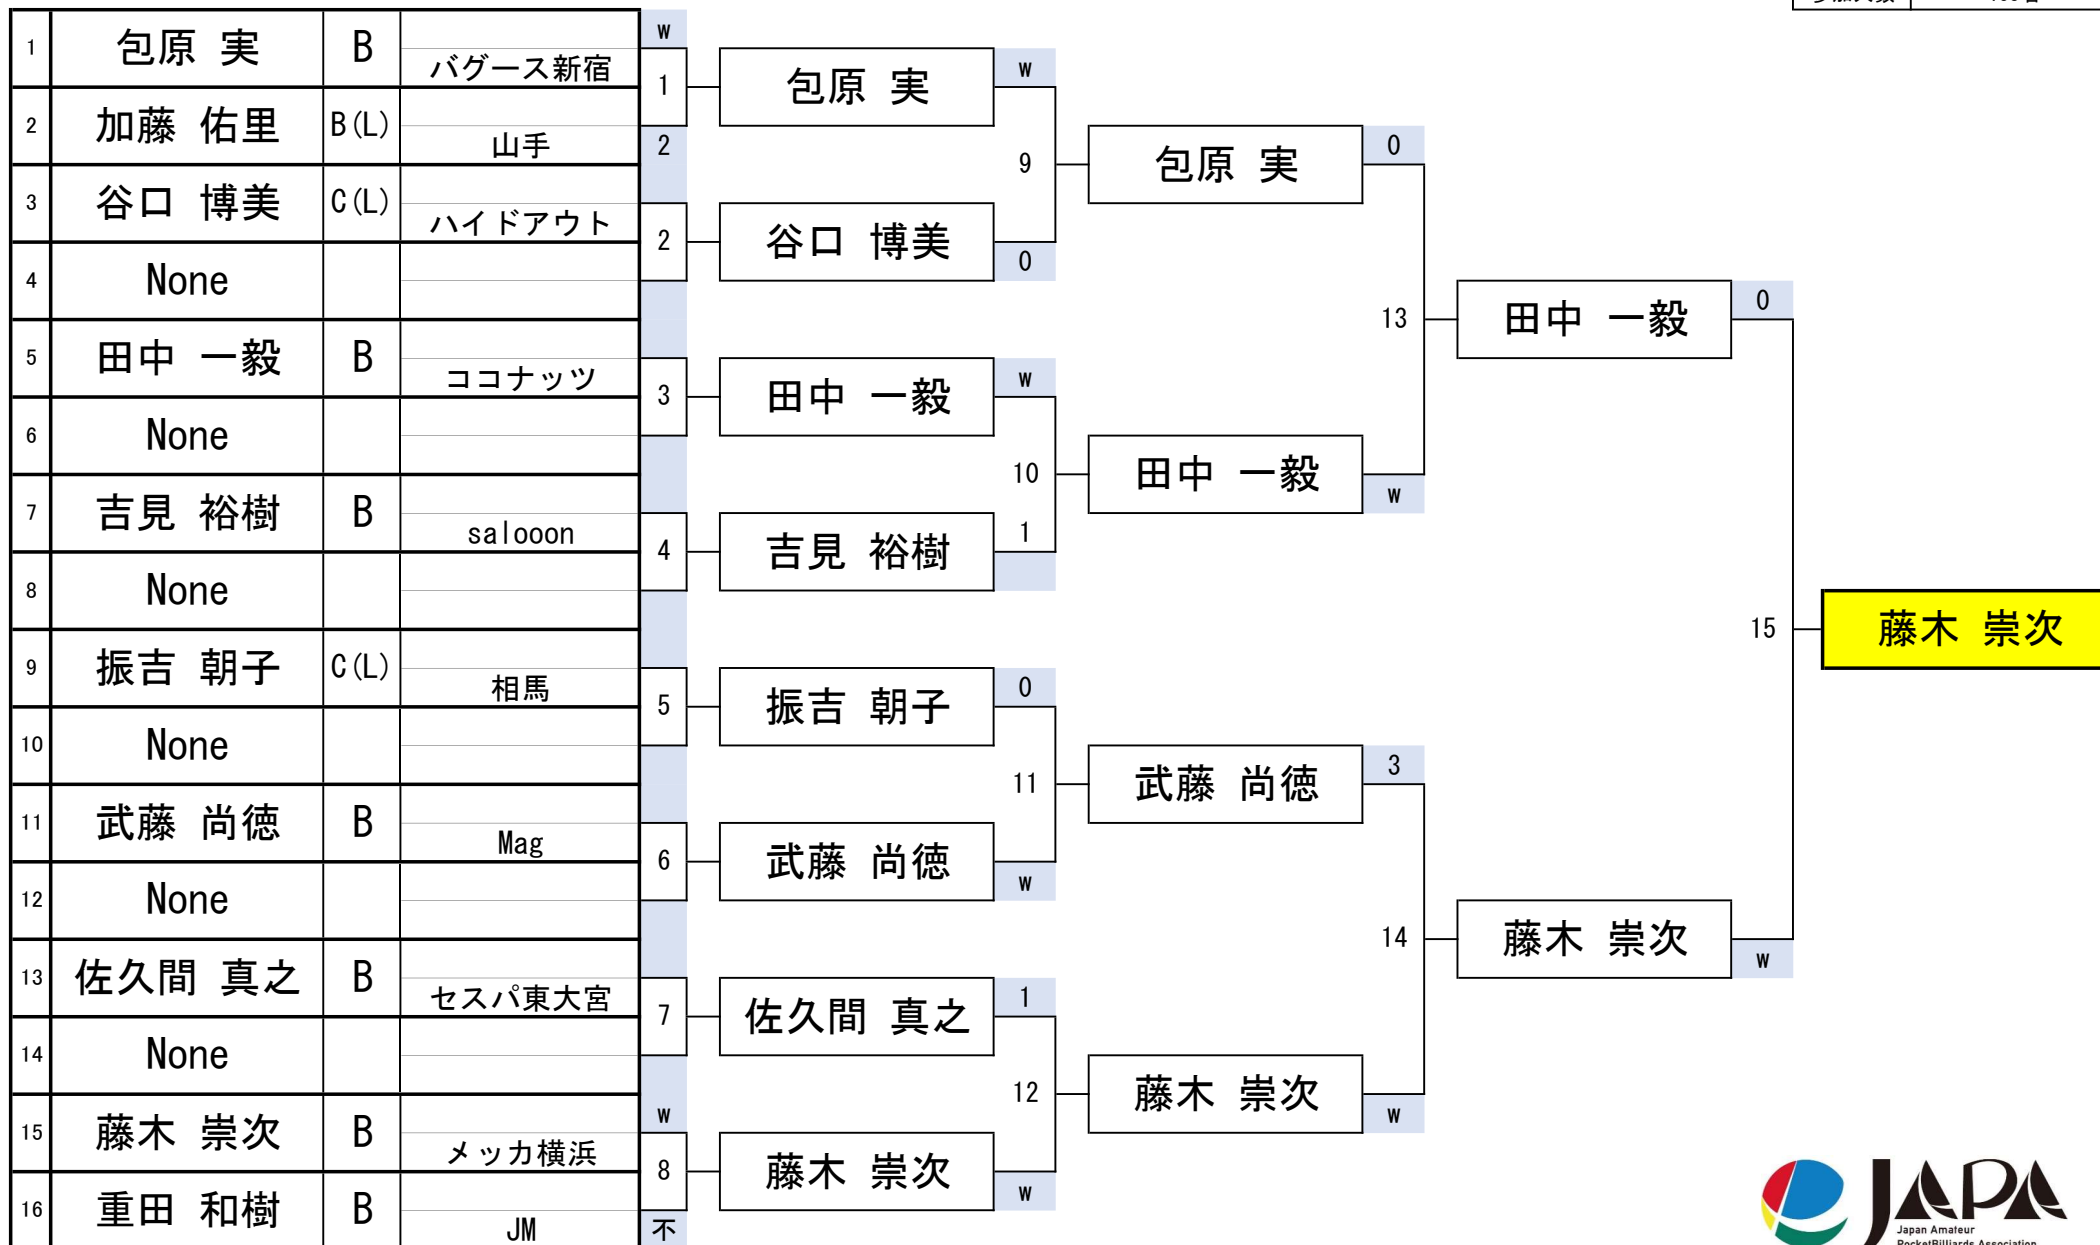 1 包原 実 B バグース新宿 W
2 加藤 佑里 B(L) 山手 2
3 谷口 博美 C(L) ハイドアウト
4 None
5 田中 一毅 B ココナッツ
6 None
7 吉見 裕樹 B salooon
8 None
9 振吉 朝子 C(L) 相馬
10 None
11 武藤 尚徳 B Mag
12 None
13 佐久間 真之 B セスパ東大宮
14 None
15 藤木 崇次 B メッカ横浜 W
16 重田 和樹 B JM 不
1 包原 実 W
2 谷口 博美 0
3 田中 一毅 W
4 吉見 裕樹 1
5 振吉 朝子 0
6 武藤 尚徳 W
7 佐久間 真之 1
8 藤木 崇次 W
9 包原 実 0
10 田中 一毅 W
11 武藤 尚徳 3
12 藤木 崇次 W
13 田中 一毅 0
14 藤木 崇次 W
15 藤木 崇次
JAPA
Japan Amateur
PocketBilliards Association